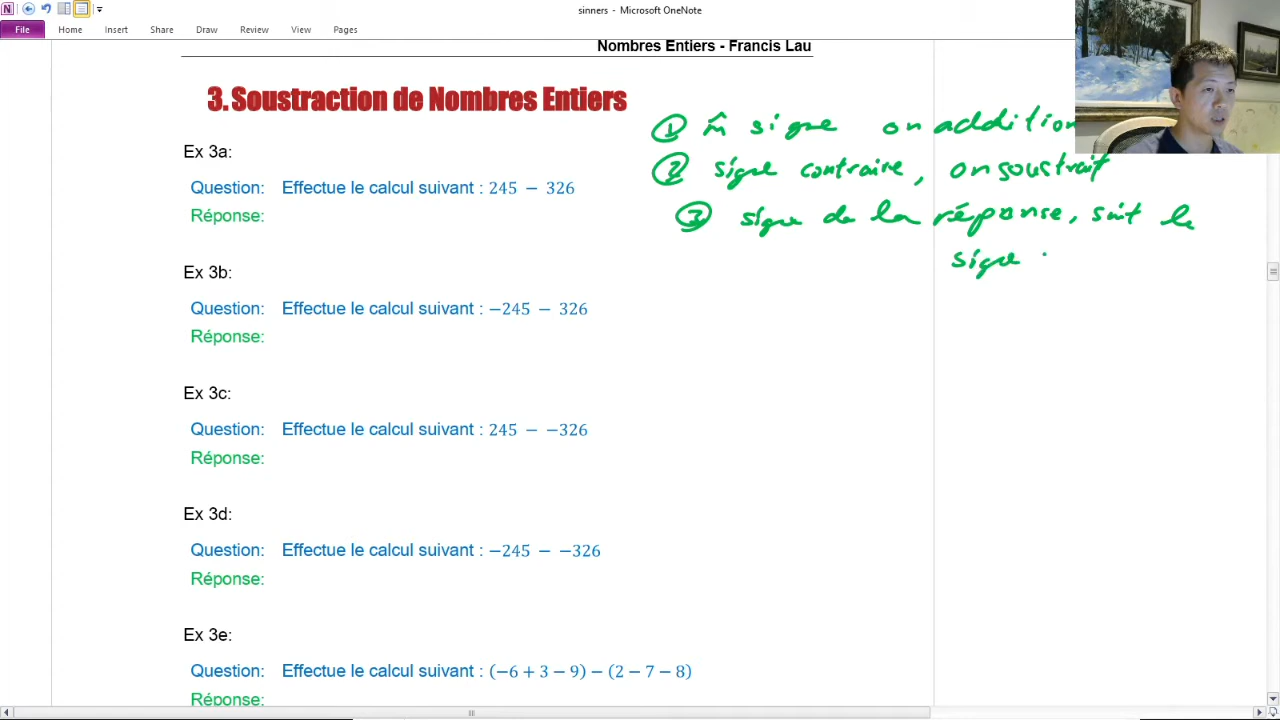 sinners - Microsoft OneNote
File Home Insert Share Draw Review View Pages
Nombres Entiers - Francis Lau
3. Soustraction de Nombres Entiers
① m̂ signe on addition
② signe contraire, on soustrait
③ signe de la réponse, suit le
signe
Ex 3a:
Question: Effectue le calcul suivant : 245 − 326
Réponse:
Ex 3b:
Question: Effectue le calcul suivant : −245 − 326
Réponse:
Ex 3c:
Question: Effectue le calcul suivant : 245 − −326
Réponse:
Ex 3d:
Question: Effectue le calcul suivant : −245 − −326
Réponse:
Ex 3e:
Question: Effectue le calcul suivant : (−6 + 3 − 9) − (2 − 7 − 8)
Réponse: